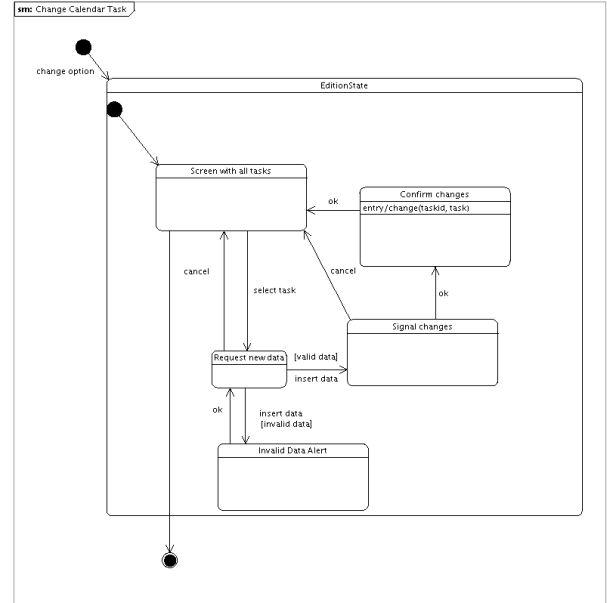 sm: Change Calendar Task
change option
EditionState
Screen with all tasks
Confirm changes
entry/change(taskid, task)
ok
cancel
cancel
select task
ok
Signal changes
Request new data
[valid data]
insert data
ok
insert data
[invalid data]
Invalid Data Alert